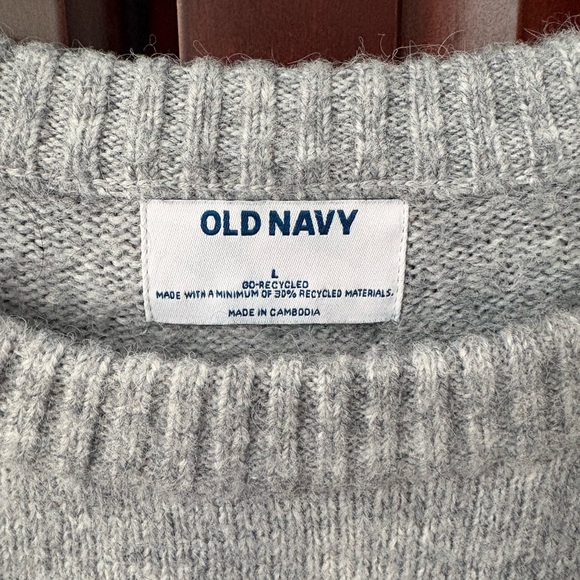 OLD NAVY
L
GO-RECYCLED
MADE WITH A MINIMUM OF 30% RECYCLED MATERIALS.
MADE IN CAMBODIA